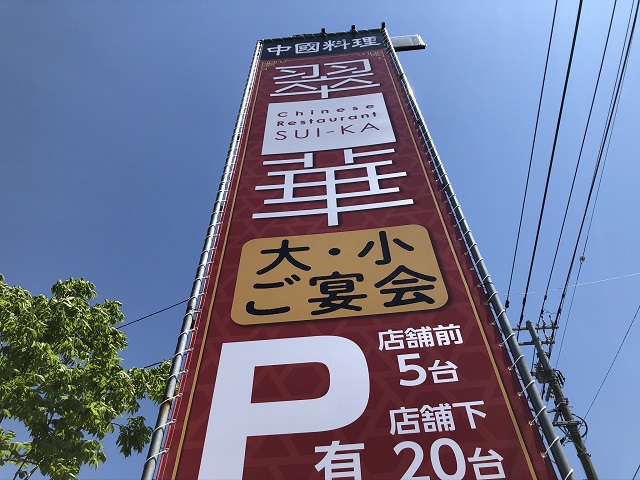 中國料理
翠
Chinese
Restaurant
SUI-KA
華
大・小
ご宴会
P有
店舗前
5台
店舗下
20台